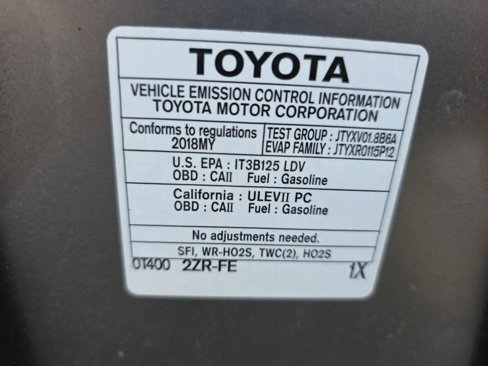 TOYOTA
VEHICLE EMISSION CONTROL INFORMATION
TOYOTA MOTOR CORPORATION
Conforms to regulations
2018MY
TEST GROUP : JTYXV01.8B6A
EVAP FAMILY : JTYXR0115P12
U.S. EPA : IT3B125 LDV
OBD : CAII Fuel : Gasoline
California : ULEVII PC
OBD : CAII Fuel : Gasoline
No adjustments needed.
SFI, WR-HO2S, TWC(2), HO2S
01400 2ZR-FE 1X